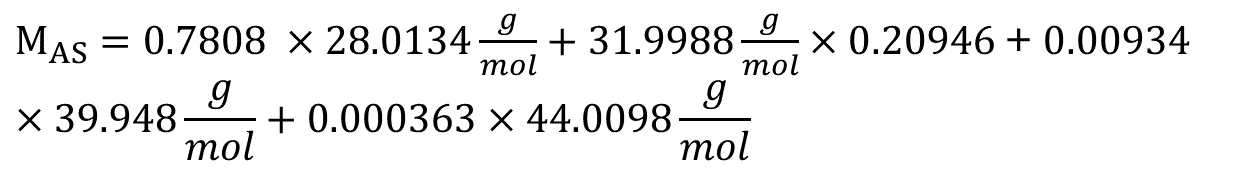 M_AS = 0.7808 × 28.0134 g/mol + 31.9988 g/mol × 0.20946 + 0.00934
× 39.948 g/mol + 0.000363 × 44.0098 g/mol